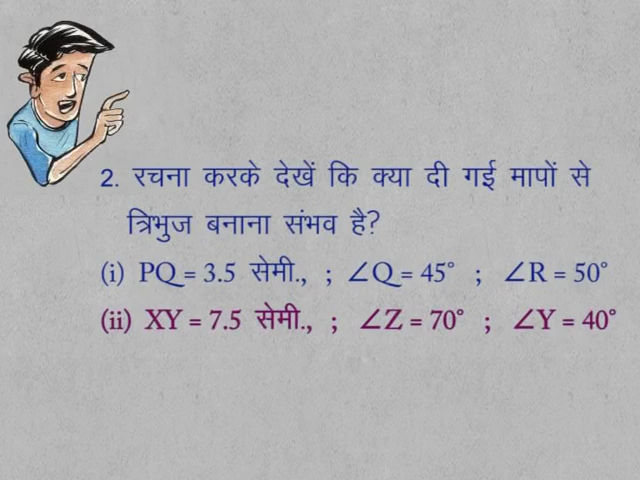 2. रचना करके देखें कि क्या दी गई मापों से
त्रिभुज बनाना संभव है?
(i) PQ = 3.5 सेमी., ; ∠Q = 45° ; ∠R = 50°
(ii) XY = 7.5 सेमी., ; ∠Z = 70° ; ∠Y = 40°